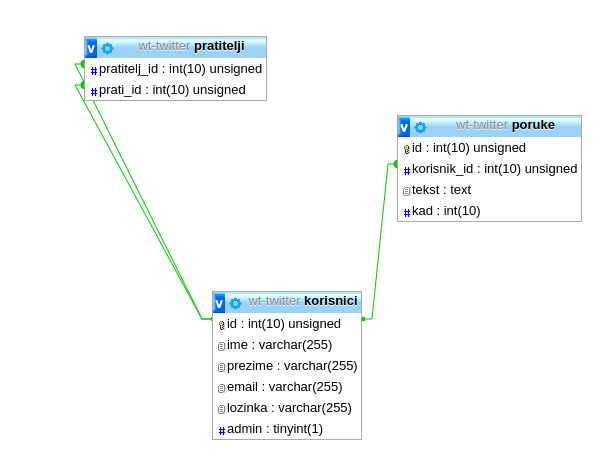 v wt-twitter pratitelji
#pratitelj_id : int(10) unsigned
#prati_id : int(10) unsigned
v wt-twitter poruke
id : int(10) unsigned
#korisnik_id : int(10) unsigned
tekst : text
#kad : int(10)
v wt-twitter korisnici
id : int(10) unsigned
ime : varchar(255)
prezime : varchar(255)
email : varchar(255)
lozinka : varchar(255)
#admin : tinyint(1)